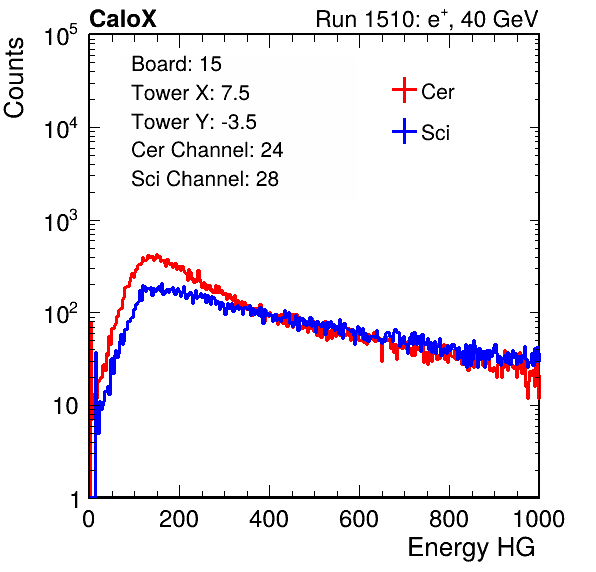 CaloX Run 1510: e⁺, 40 GeV
Counts
10⁵
10⁴
10³
10²
10
1
Board: 15
Tower X: 7.5
Tower Y: -3.5
Cer Channel: 24
Sci Channel: 28
Cer
Sci
0 200 400 600 800 1000
Energy HG